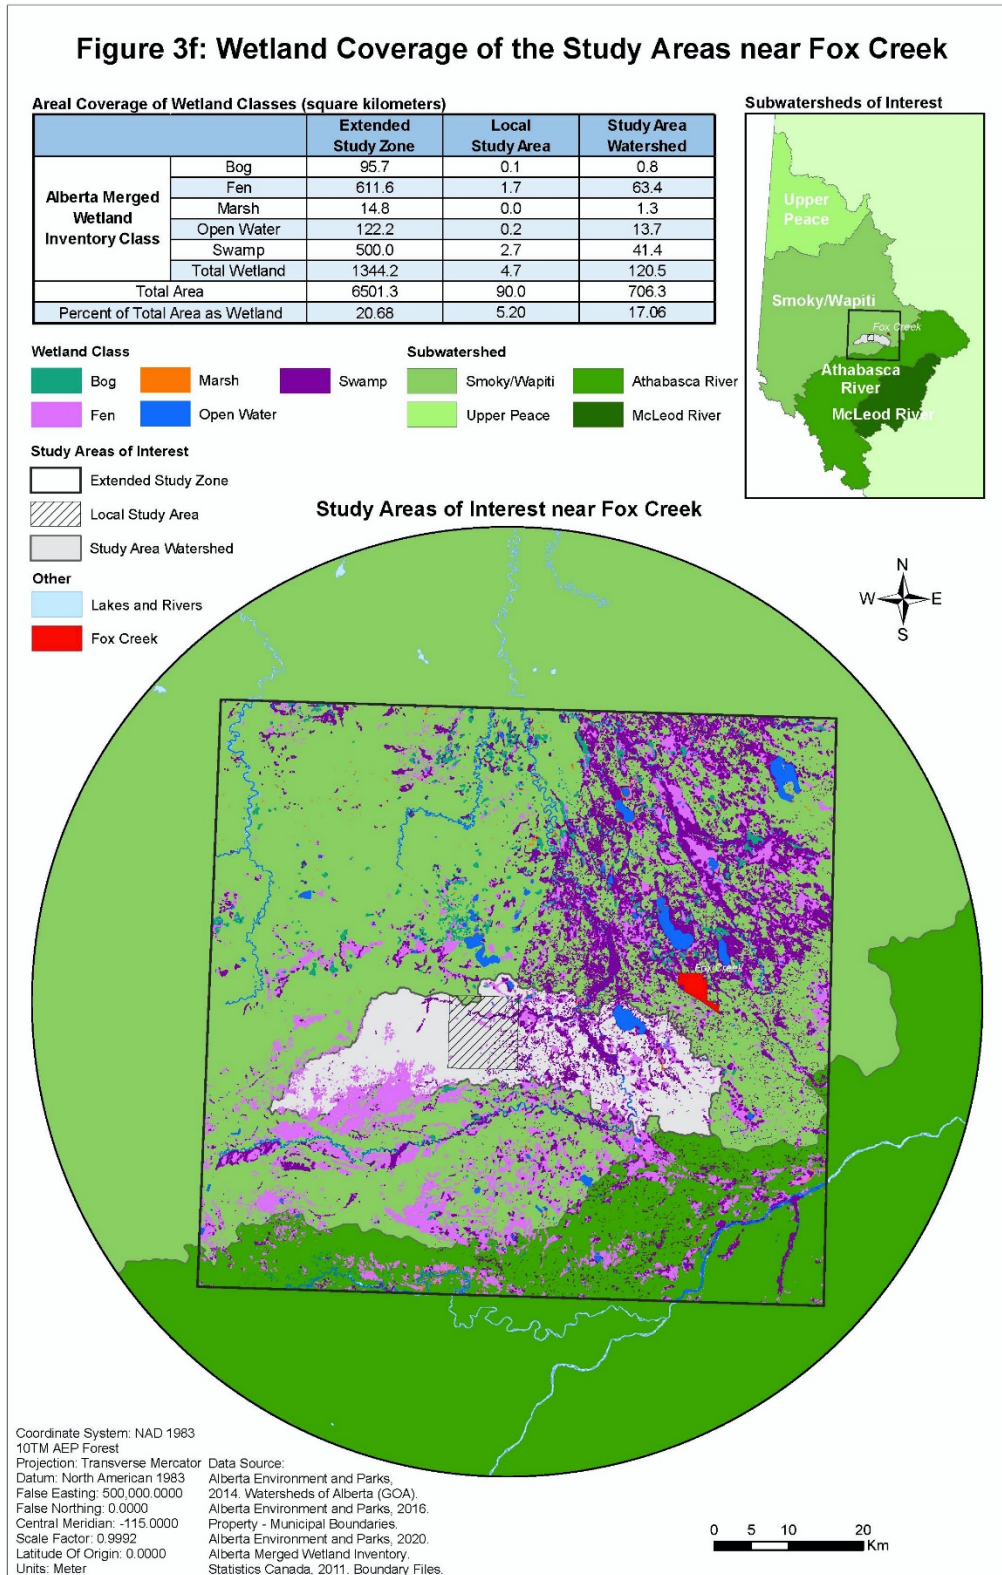 Figure 3f: Wetland Coverage of the Study Areas near Fox Creek
Areal Coverage of Wetland Classes (square kilometers)
Extended Study Zone Local Study Area Study Area Watershed
Alberta Merged Wetland Inventory Class
Bog 95.7 0.1 0.8
Fen 611.6 1.7 63.4
Marsh 14.8 0.0 1.3
Open Water 122.2 0.2 13.7
Swamp 500.0 2.7 41.4
Total Wetland 1344.2 4.7 120.5
Total Area 6501.3 90.0 706.3
Percent of Total Area as Wetland 20.68 5.20 17.06
Subwatersheds of Interest
Upper
Peace
Smoky/Wapiti
Fox Creek
Athabasca
River
McLeod River
Wetland Class
Bog
Marsh
Swamp
Fen
Open Water
Subwatershed
Smoky/Wapiti
Athabasca River
Upper Peace
McLeod River
Study Areas of Interest
Extended Study Zone
Local Study Area
Study Area Watershed
Other
Lakes and Rivers
Fox Creek
Study Areas of Interest near Fox Creek
N
W E
S
Fox Creek
Coordinate System: NAD 1983
10TM AEP Forest
Projection: Transverse Mercator
Datum: North American 1983
False Easting: 500,000.0000
False Northing: 0.0000
Central Meridian: -115.0000
Scale Factor: 0.9992
Latitude Of Origin: 0.0000
Units: Meter
Data Source:
Alberta Environment and Parks,
2014. Watersheds of Alberta (GOA).
Alberta Environment and Parks, 2016.
Property - Municipal Boundaries.
Alberta Environment and Parks, 2020.
Alberta Merged Wetland Inventory.
Statistics Canada, 2011. Boundary Files.
0 5 10 20
Km